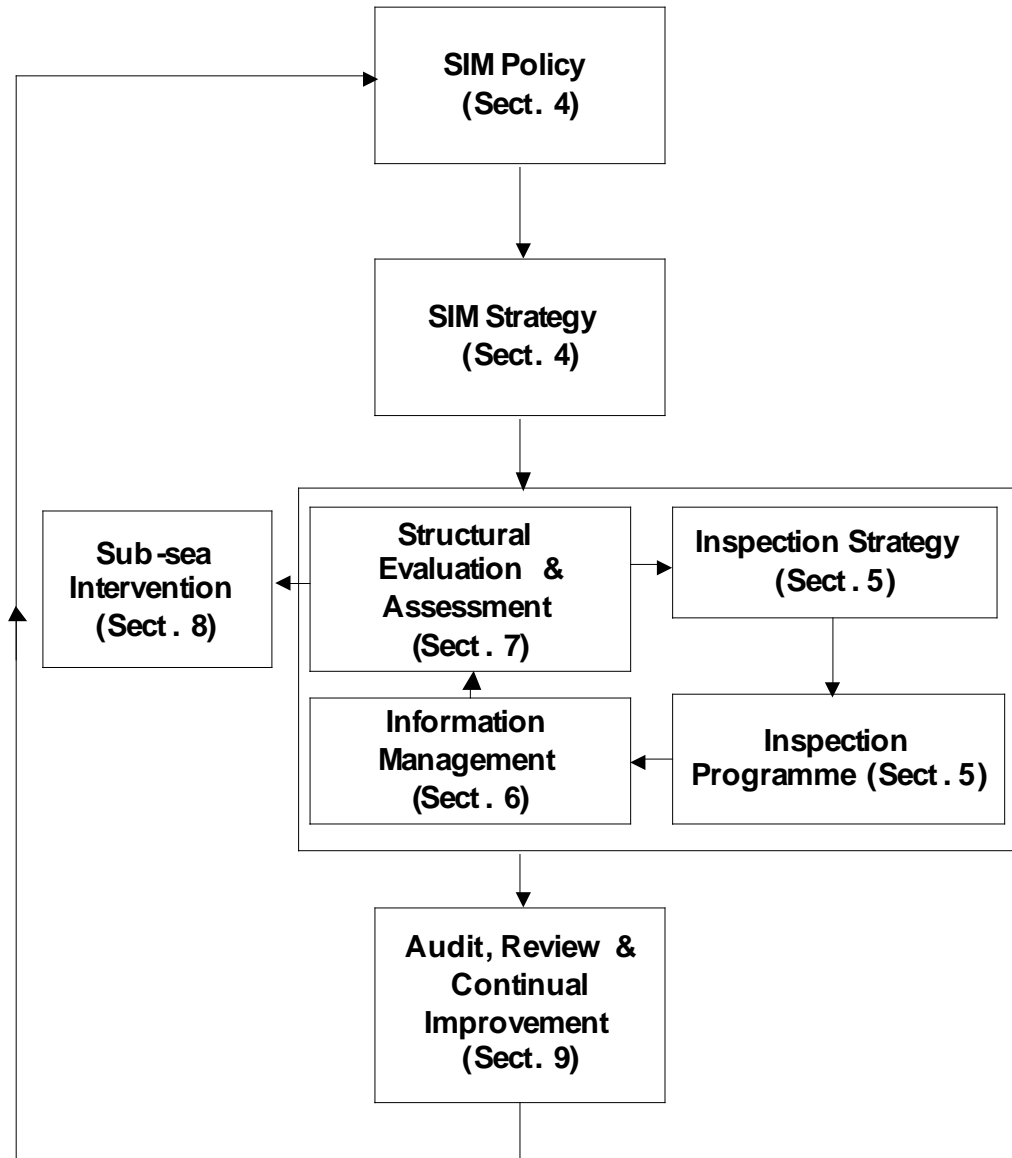 SIM Policy
(Sect. 4)
SIM Strategy
(Sect. 4)
Sub-sea
Intervention
(Sect. 8)
Structural
Evaluation &
Assessment
(Sect. 7)
Inspection Strategy
(Sect. 5)
Information
Management
(Sect. 6)
Inspection
Programme (Sect. 5)
Audit, Review &
Continual
Improvement
(Sect. 9)